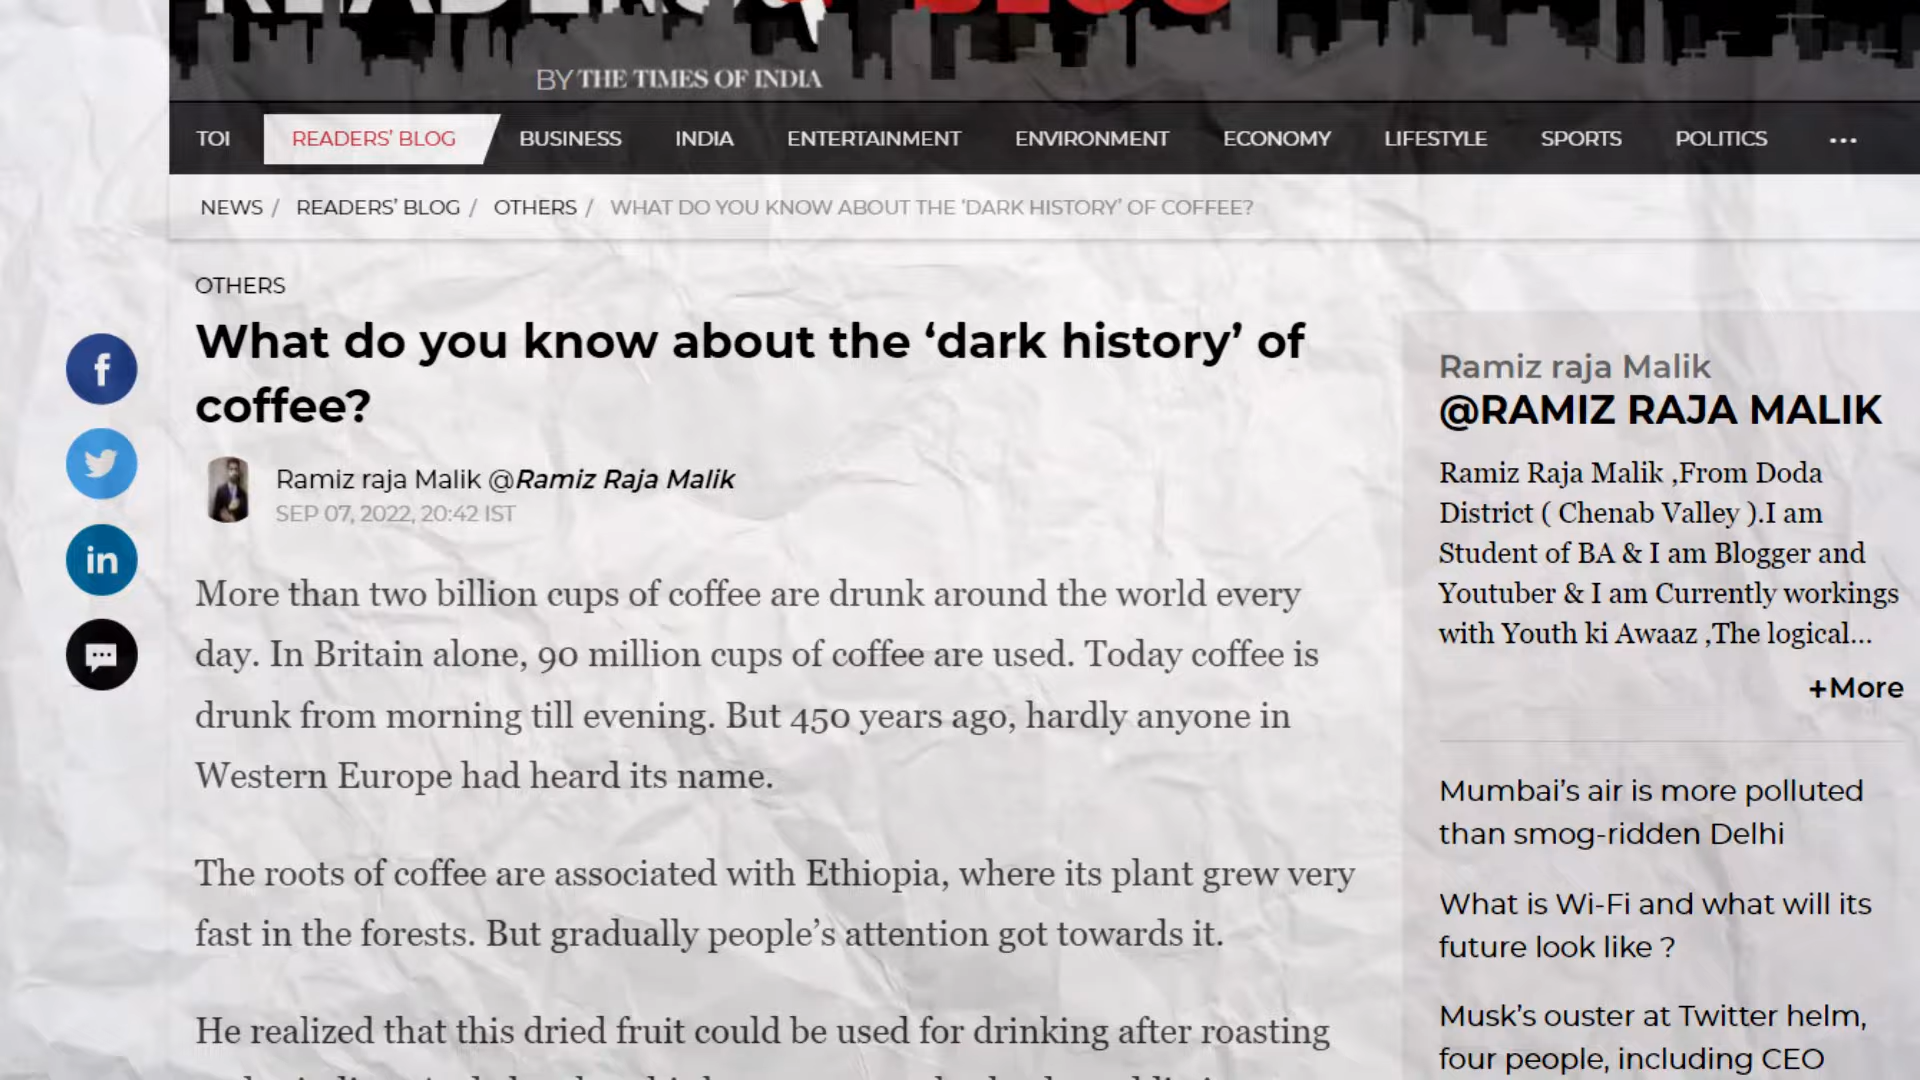 READERS' BLOG
BY THE TIMES OF INDIA
TOI READERS' BLOG BUSINESS INDIA ENTERTAINMENT ENVIRONMENT ECONOMY LIFESTYLE SPORTS POLITICS ...
NEWS / READERS' BLOG / OTHERS / WHAT DO YOU KNOW ABOUT THE 'DARK HISTORY' OF COFFEE?
OTHERS
What do you know about the ‘dark history’ of
coffee?
Ramiz raja Malik @Ramiz Raja Malik
SEP 07, 2022, 20:42 IST
More than two billion cups of coffee are drunk around the world every
day. In Britain alone, 90 million cups of coffee are used. Today coffee is
drunk from morning till evening. But 450 years ago, hardly anyone in
Western Europe had heard its name.
The roots of coffee are associated with Ethiopia, where its plant grew very
fast in the forests. But gradually people’s attention got towards it.
He realized that this dried fruit could be used for drinking after roasting
f
in
Ramiz raja Malik
@RAMIZ RAJA MALIK
Ramiz Raja Malik ,From Doda
District ( Chenab Valley ).I am
Student of BA & I am Blogger and
Youtuber & I am Currently workings
with Youth ki Awaaz ,The logical...
+More
Mumbai’s air is more polluted
than smog-ridden Delhi
What is Wi-Fi and what will its
future look like ?
Musk’s ouster at Twitter helm,
four people, including CEO